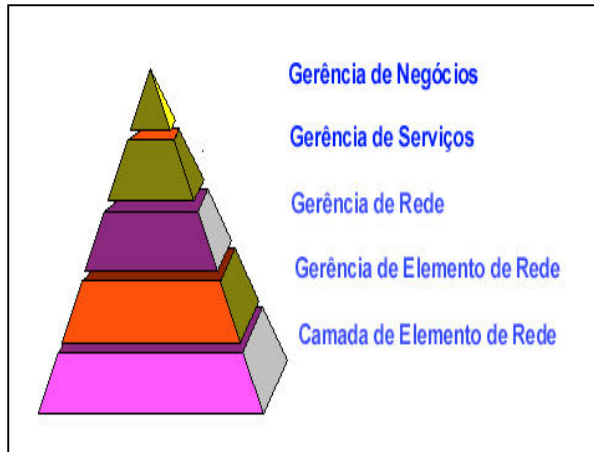 Gerência de Negócios
Gerência de Serviços
Gerência de Rede
Gerência de Elemento de Rede
Camada de Elemento de Rede